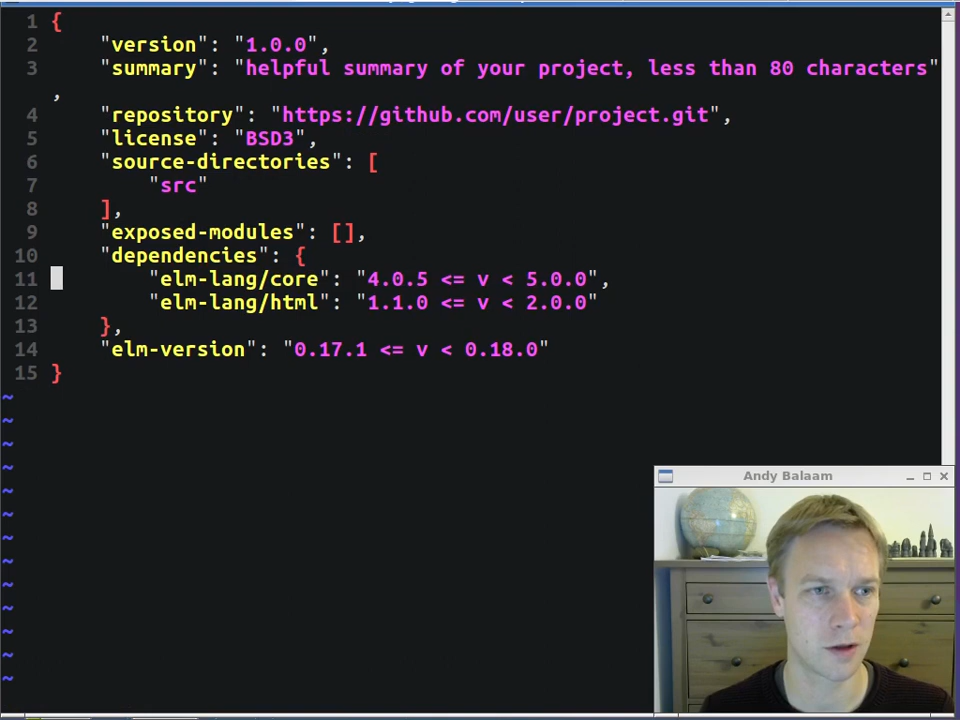 1 {
2     "version": "1.0.0",
3     "summary": "helpful summary of your project, less than 80 characters"
,
4     "repository": "https://github.com/user/project.git",
5     "license": "BSD3",
6     "source-directories": [
7         "src"
8     ],
9     "exposed-modules": [],
10     "dependencies": {
11         "elm-lang/core": "4.0.5 <= v < 5.0.0",
12         "elm-lang/html": "1.1.0 <= v < 2.0.0"
13     },
14     "elm-version": "0.17.1 <= v < 0.18.0"
15 }
~
~
~
~
~
~
~
~
~
~
~
~
~
Andy Balaam